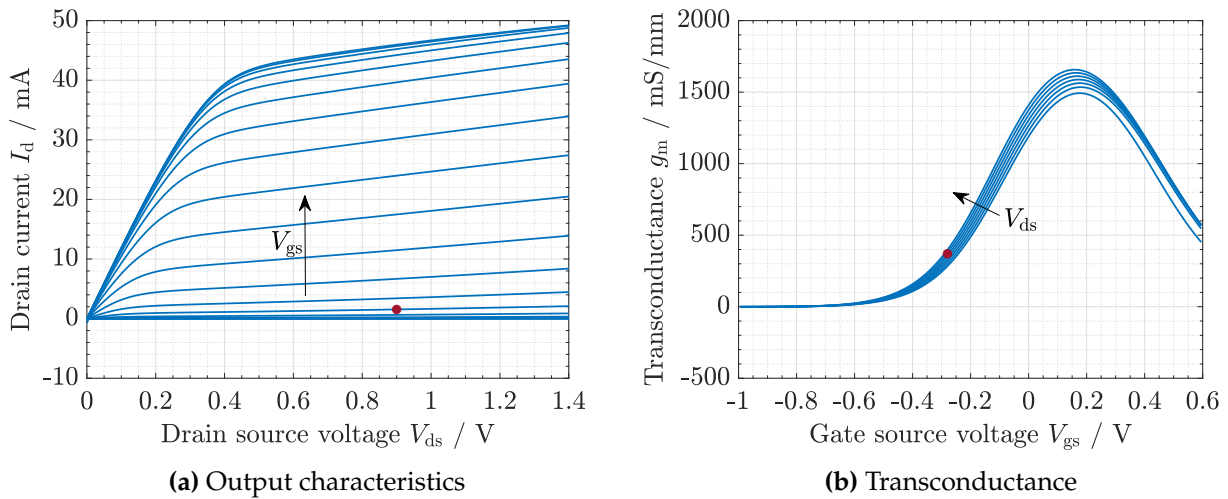 50
40
30
20
10
0
-10
0 0.2 0.4 0.6 0.8 1 1.2 1.4
Drain current I_d / mA
V_gs
Drain source voltage V_ds / V
(a) Output characteristics
2000
1500
1000
500
0
-500
-1 -0.8 -0.6 -0.4 -0.2 0 0.2 0.4 0.6
Transconductance g_m / mS/mm
V_ds
Gate source voltage V_gs / V
(b) Transconductance